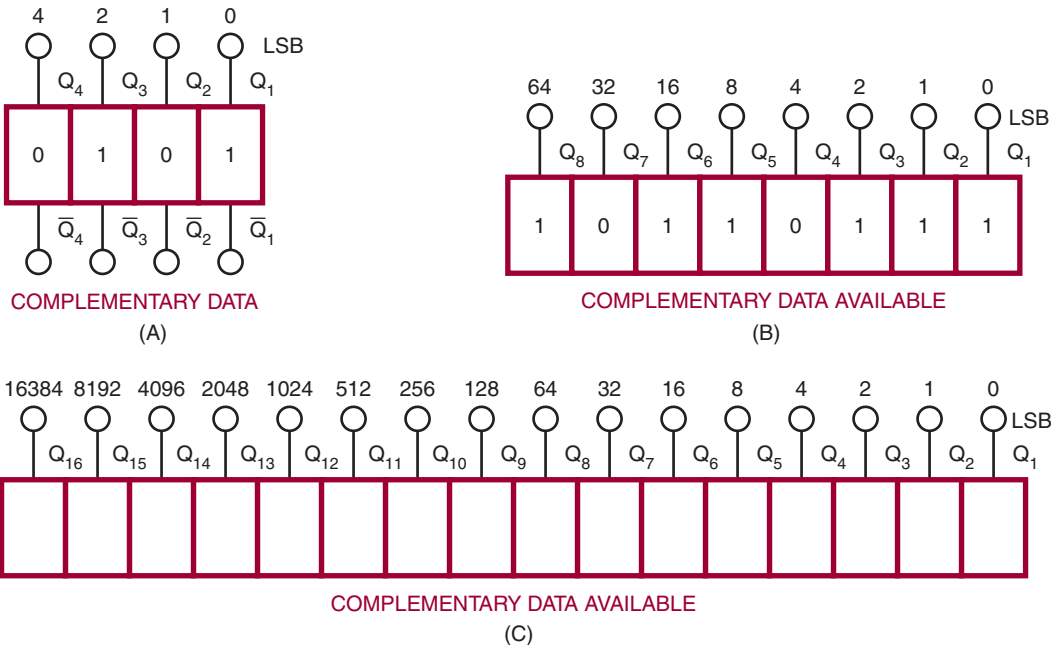 4 2 1 0
LSB
Q4 Q3 Q2 Q1
0 1 0 1
Q̅4 Q̅3 Q̅2 Q̅1
COMPLEMENTARY DATA
(A)
64 32 16 8 4 2 1 0
LSB
Q8 Q7 Q6 Q5 Q4 Q3 Q2 Q1
1 0 1 1 0 1 1 1
COMPLEMENTARY DATA AVAILABLE
(B)
16384 8192 4096 2048 1024 512 256 128 64 32 16 8 4 2 1 0
LSB
Q16 Q15 Q14 Q13 Q12 Q11 Q10 Q9 Q8 Q7 Q6 Q5 Q4 Q3 Q2 Q1
COMPLEMENTARY DATA AVAILABLE
(C)